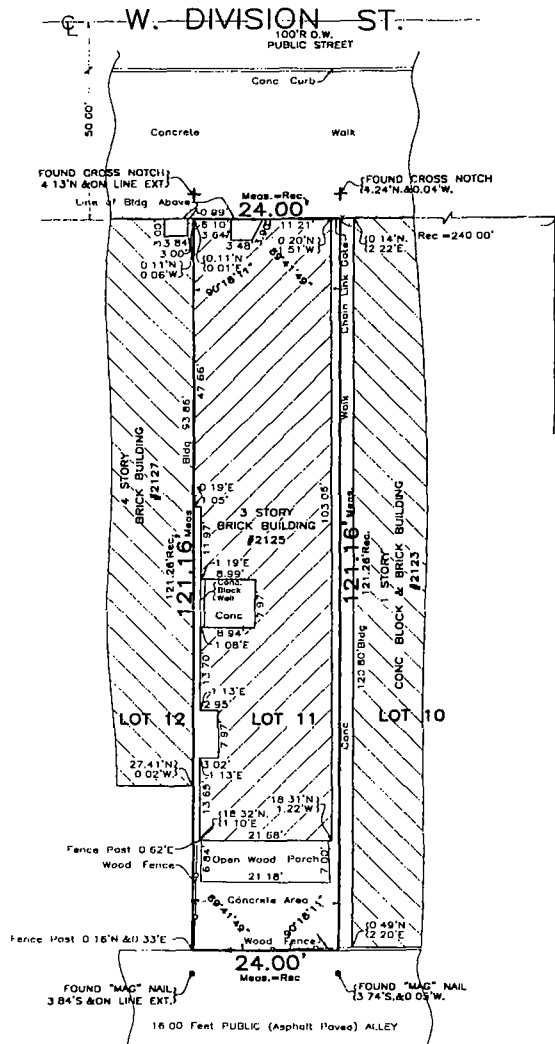 ℄ W. DIVISION ST.
100'R O.W.
PUBLIC STREET
Conc Curb
50 00'
Concrete
Walk
FOUND CROSS NOTCH
4 13'N &ON LINE EXT.
FOUND CROSS NOTCH
4.24'N.&0.04'W.
Line of Bldg Above
Meas.=Rec.
24.00'
0.89'
8 10'
3.64'
3.48'
3.90'
11 21'
3 00'
3 84'
3.00'
0.11'N
0 06'W
0.11'N
0 01'E
0.20'N
1.51'W
0.14'N.
2 22'E.
Rec =240 00'
90°18'11"
89°41'49"
Chain Link Gate
Walk
Bldg 93 86'
47.66'
4 STORY
BRICK BUILDING
#2127
0.19'E
1 05'
3 STORY
BRICK BUILDING
#2125
103.05'
11.97'
121.16' Meas
121.26'Rec.
121.16' Meas.
121.26'Rec.
1 STORY
CONC BLOCK & BRICK BUILDING
#2123
120 80'Bldg
1 19'E
8.99'
Conc.
Block
Wall
Conc
7.97'
8.94'
1 08'E
13.70'
1.13'E
2.95'
7.97'
LOT 12
LOT 11
LOT 10
Conc
3.02'
1.13'E
27.41'N
0 02'W
13.65'
18.32'N
1.10'E
18 31'N
1.22'W
21 68'
Fence Post 0 62'E
6.84'
Open Wood Porch
7.00'
Wood Fence
21.18'
Concrete Area
89°41'49"
90°18'11"
Wood Fence
Fence Post 0 16'N &0 33'E
0 49'N
2 20'E
24.00'
Meas=Rec
FOUND "MAG" NAIL
3 84'S &ON LINE EXT.
FOUND "MAG" NAIL
3 74'S.&0 05'W.
16 00 Feet PUBLIC (Asphalt Paved) ALLEY